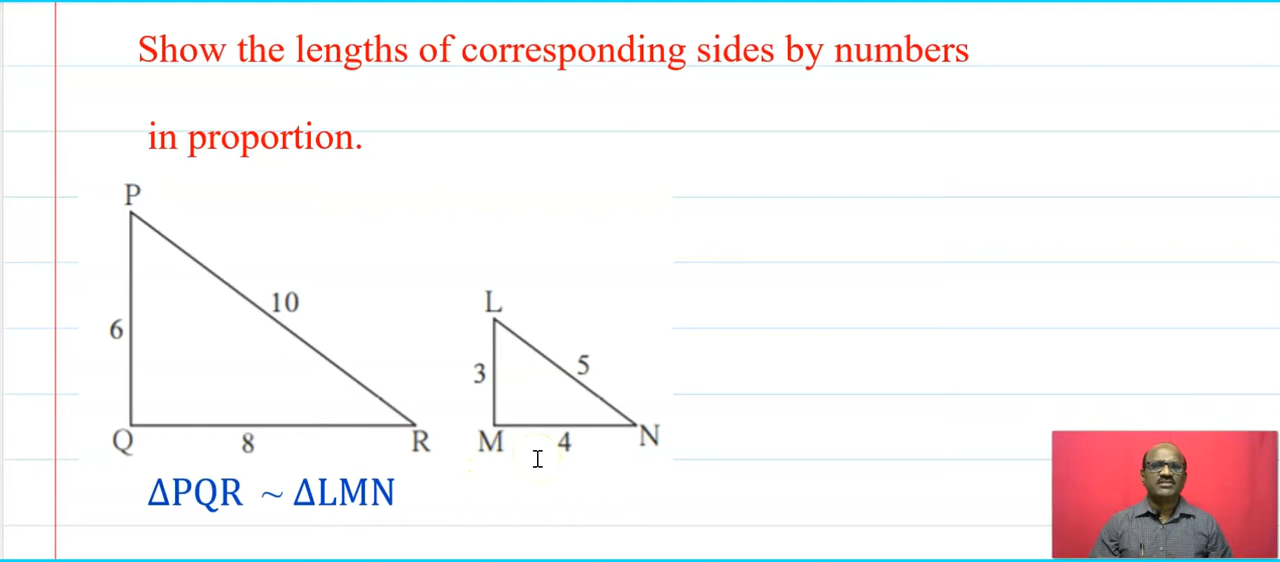 Show the lengths of corresponding sides by numbers
in proportion.
P
10
6
Q
8
R
L
3
5
M
4
N
ΔPQR ~ ΔLMN